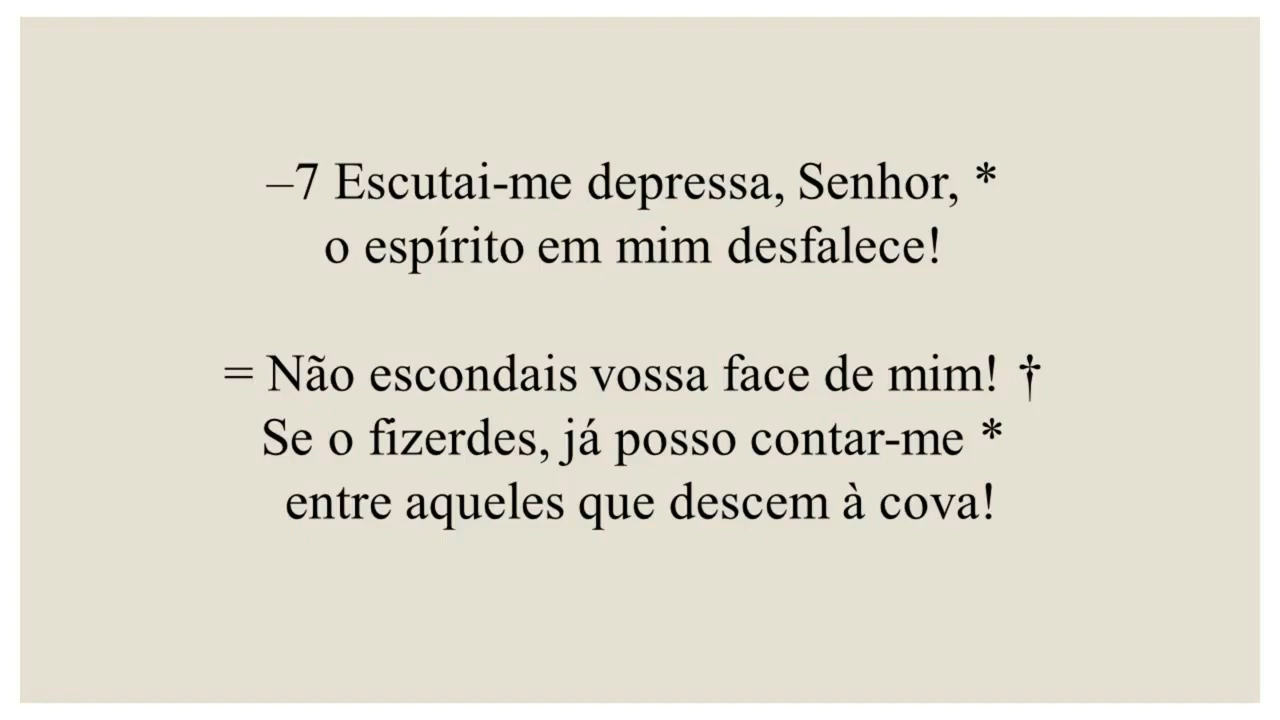 –7 Escutai-me depressa, Senhor, *
o espírito em mim desfalece!
= Não escondais vossa face de mim! †
Se o fizerdes, já posso contar-me *
entre aqueles que descem à cova!